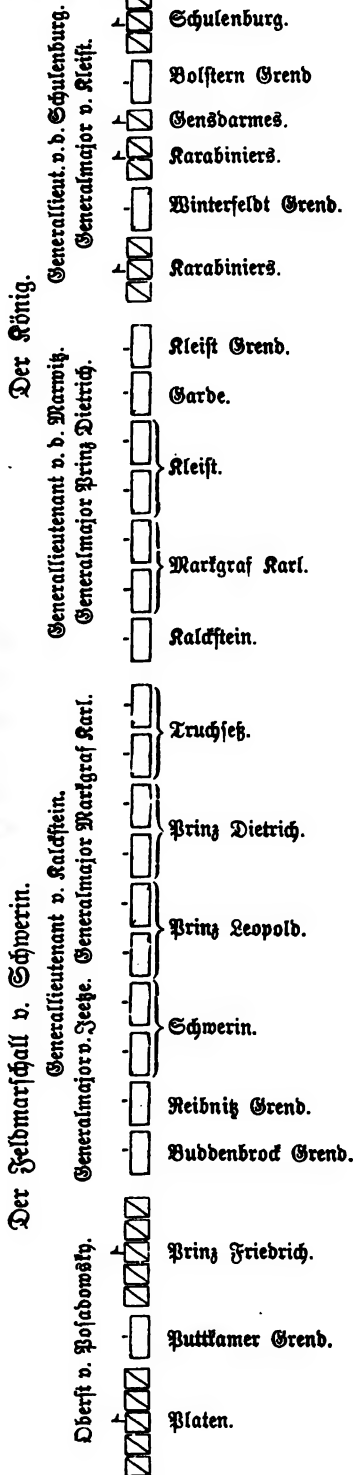 Der König.
Generallieut. v. d. Schulenburg.
Generalmajor v. Kleist.
Schulenburg.
Bolstern Grend
Gensdarmes.
Karabiniers.
Winterfeldt Grend.
Karabiniers.
Generallieutenant v. d. Marwitz.
Generalmajor Prinz Dietrich.
Kleist Grend.
Garde.
Kleist.
Markgraf Karl.
Kalckstein.
Der Feldmarschall v. Schwerin.
Generallieutenant v. Kalckstein.
Generalmajor v. Jeetze. Generalmajor Markgraf Karl.
Truchseß.
Prinz Dietrich.
Prinz Leopold.
Schwerin.
Reibnitz Grend.
Buddenbrock Grend.
Oberst v. Posadowsky.
Prinz Friedrich.
Puttkamer Grend.
Platen.